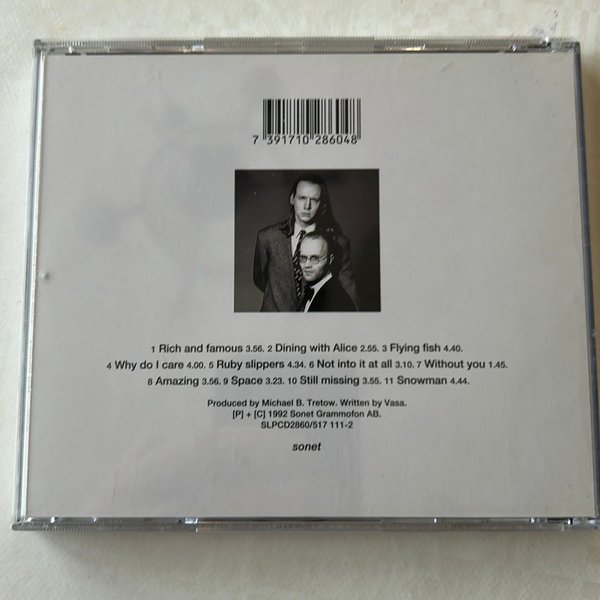 7 391710 286048
1 Rich and famous 3.56. 2 Dining with Alice 2.55. 3 Flying fish 4.40.
4 Why do I care 4.00. 5 Ruby slippers 4.34. 6 Not into it at all 3.10. 7 Without you 1.45.
8 Amazing 3.56. 9 Space 3.23. 10 Still missing 3.55. 11 Snowman 4.44.
Produced by Michael B. Tretow. Written by Vasa.
[P] + [C] 1992 Sonet Grammofon AB.
SLPCD2860/517 111-2
sonet